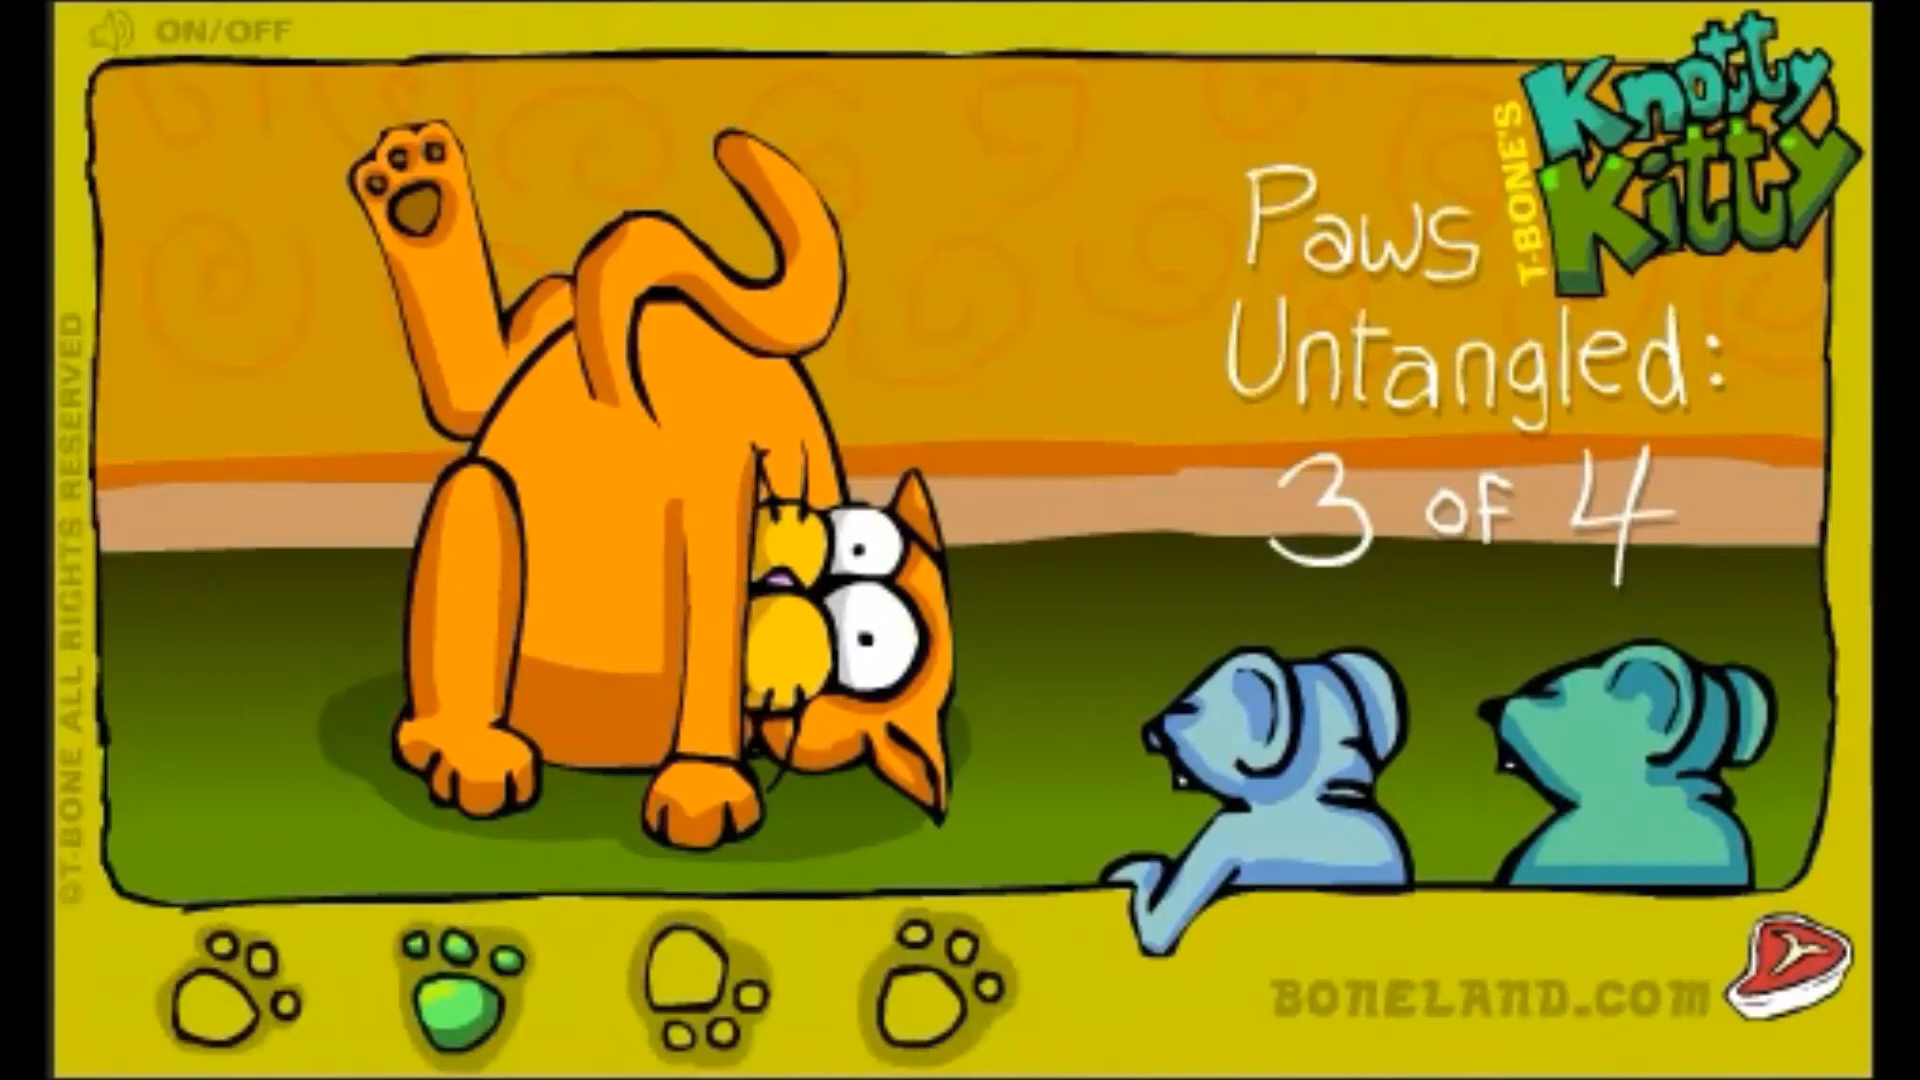 ON/OFF
T-BONE'S
Knotty
Kitty
Paws
Untangled:
3 of 4
©T-BONE ALL RIGHTS RESERVED
BONELAND.COM